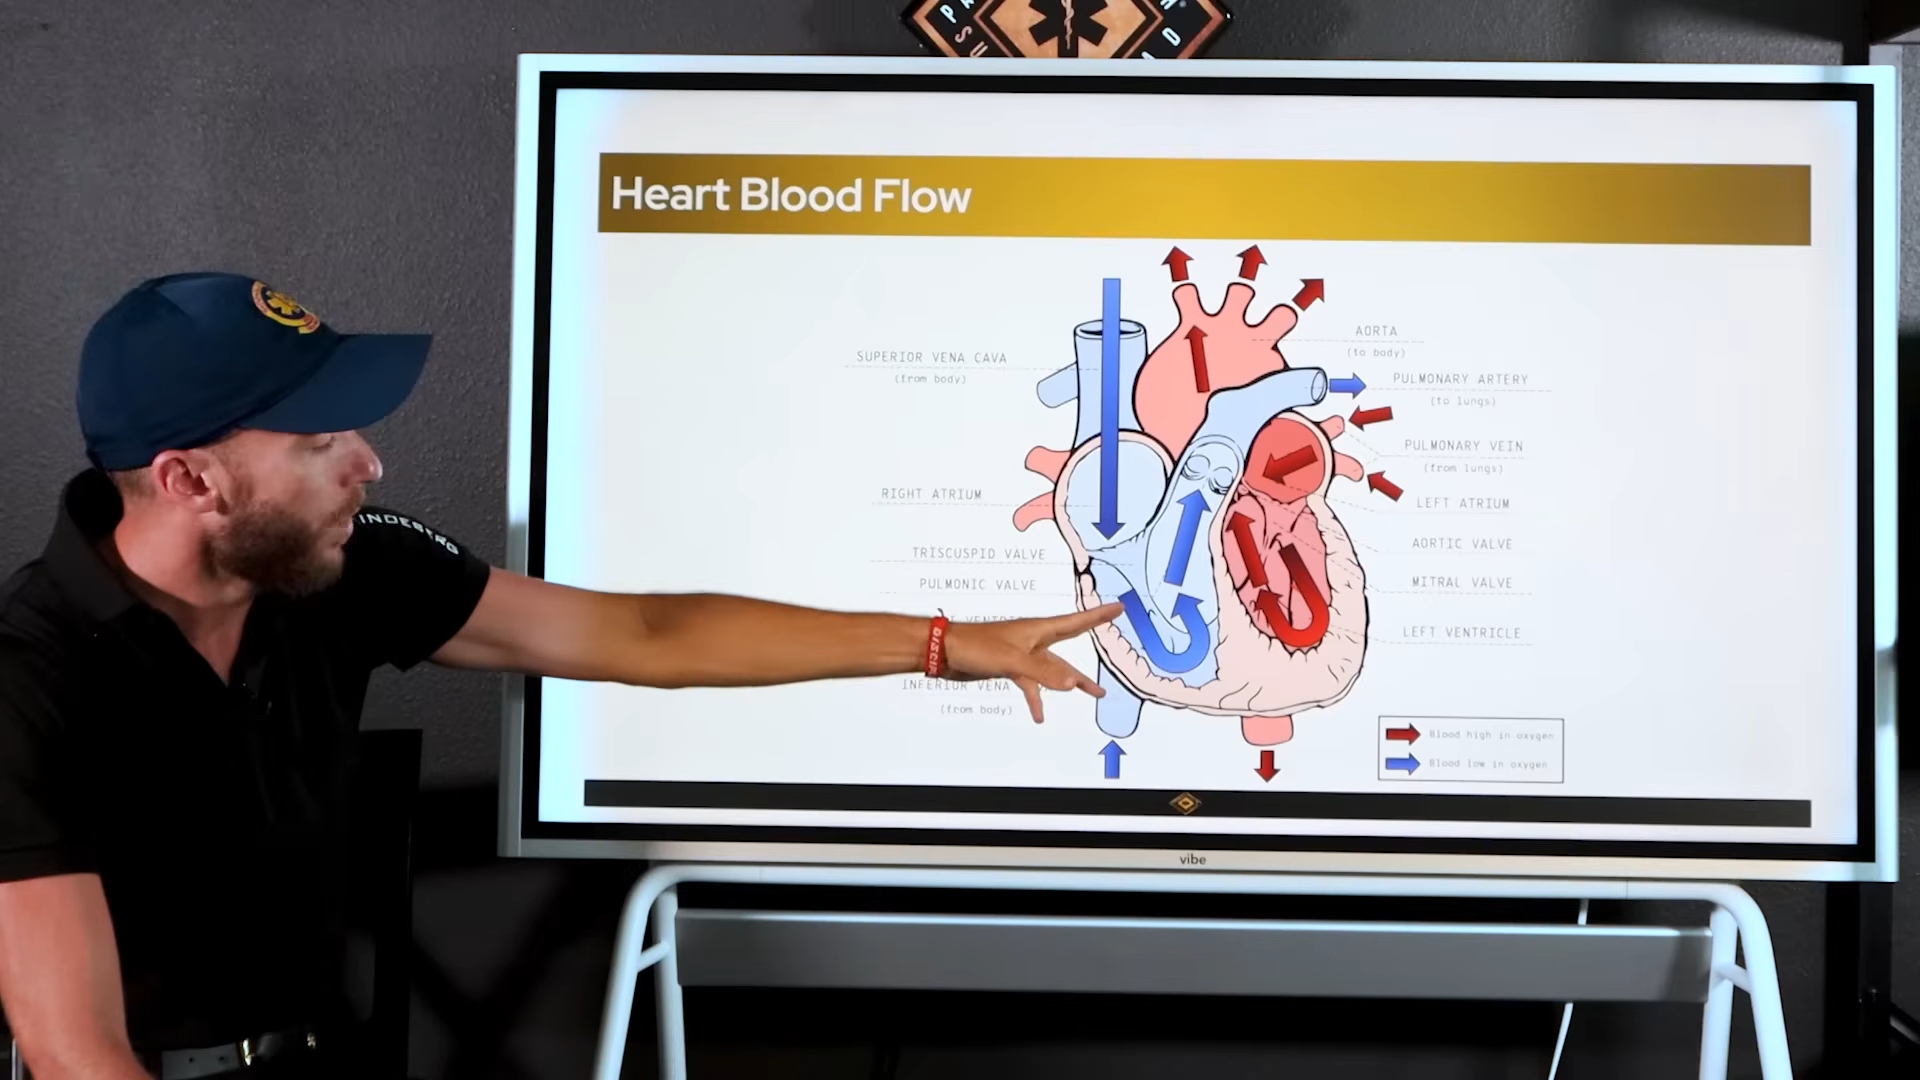 Heart Blood Flow
SUPERIOR VENA CAVA
(from body)
RIGHT ATRIUM
TRISCUSPID VALVE
PULMONIC VALVE
INFERIOR VENA
(from body)
AORTA
(to body)
PULMONARY ARTERY
(to lungs)
PULMONARY VEIN
(from lungs)
LEFT ATRIUM
AORTIC VALVE
MITRAL VALVE
LEFT VENTRICLE
Blood high in oxygen
Blood low in oxygen
vibe